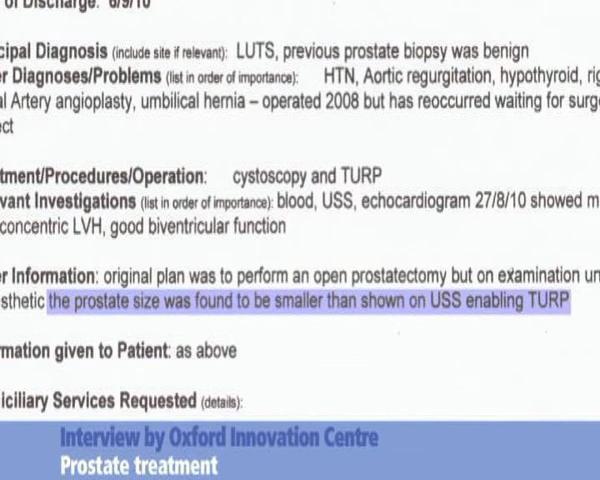 of Discharge: 6/9/10
cipal Diagnosis (include site if relevant): LUTS, previous prostate biopsy was benign
r Diagnoses/Problems (list in order of importance): HTN, Aortic regurgitation, hypothyroid, rig
al Artery angioplasty, umbilical hernia – operated 2008 but has reoccurred waiting for surge
ect
tment/Procedures/Operation: cystoscopy and TURP
vant Investigations (list in order of importance): blood, USS, echocardiogram 27/8/10 showed m
concentric LVH, good biventricular function
r Information: original plan was to perform an open prostatectomy but on examination un
sthetic the prostate size was found to be smaller than shown on USS enabling TURP
mation given to Patient: as above
iciliary Services Requested (details):
Interview by Oxford Innovation Centre
Prostate treatment